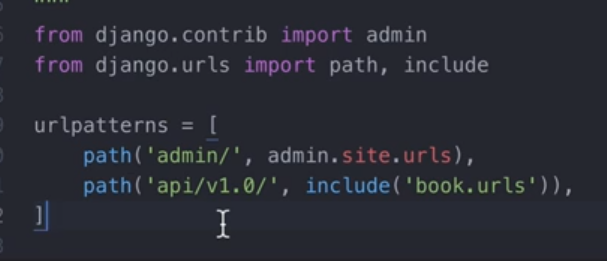 from django.contrib import admin
from django.urls import path, include
urlpatterns = [
    path('admin/', admin.site.urls),
    path('api/v1.0/', include('book.urls')),
]